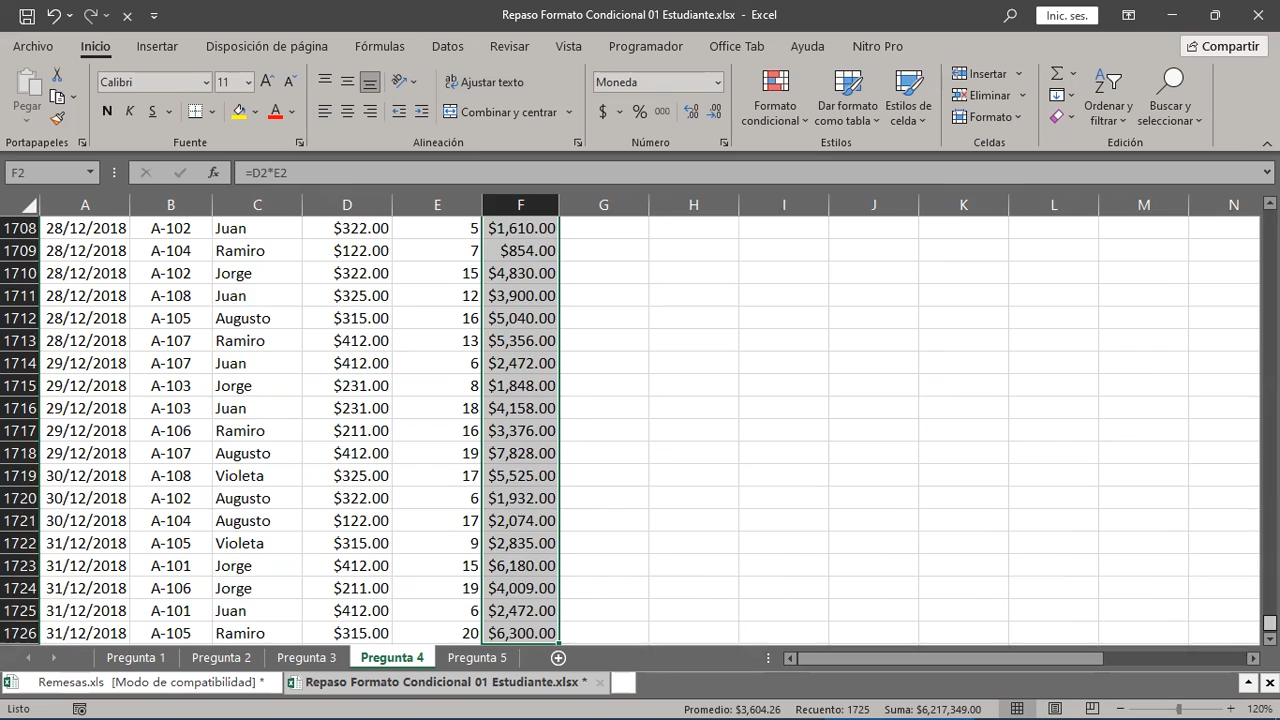 Repaso Formato Condicional 01 Estudiante.xlsx - Excel
Inic. ses.
Archivo Inicio Insertar Disposición de página Fórmulas Datos Revisar Vista Programador Office Tab Ayuda Nitro Pro Compartir
Pegar
Calibri 11
N K S
Ajustar texto
Combinar y centrar
Moneda
$ % 000
Formato condicional
Dar formato como tabla
Estilos de celda
Insertar
Eliminar
Formato
Ordenar y filtrar
Buscar y seleccionar
Portapapeles Fuente Alineación Número Estilos Celdas Edición
F2 fx =D2*E2
A B C D E F G H I J K L M N
1708 28/12/2018 A-102 Juan $322.00 5 $1,610.00
1709 28/12/2018 A-104 Ramiro $122.00 7 $854.00
1710 28/12/2018 A-102 Jorge $322.00 15 $4,830.00
1711 28/12/2018 A-108 Juan $325.00 12 $3,900.00
1712 28/12/2018 A-105 Augusto $315.00 16 $5,040.00
1713 28/12/2018 A-107 Ramiro $412.00 13 $5,356.00
1714 29/12/2018 A-107 Juan $412.00 6 $2,472.00
1715 29/12/2018 A-103 Jorge $231.00 8 $1,848.00
1716 29/12/2018 A-103 Juan $231.00 18 $4,158.00
1717 29/12/2018 A-106 Ramiro $211.00 16 $3,376.00
1718 29/12/2018 A-107 Augusto $412.00 19 $7,828.00
1719 30/12/2018 A-108 Violeta $325.00 17 $5,525.00
1720 30/12/2018 A-102 Augusto $322.00 6 $1,932.00
1721 30/12/2018 A-104 Augusto $122.00 17 $2,074.00
1722 31/12/2018 A-105 Violeta $315.00 9 $2,835.00
1723 31/12/2018 A-101 Jorge $412.00 15 $6,180.00
1724 31/12/2018 A-106 Jorge $211.00 19 $4,009.00
1725 31/12/2018 A-101 Juan $412.00 6 $2,472.00
1726 31/12/2018 A-105 Ramiro $315.00 20 $6,300.00
Pregunta 1 Pregunta 2 Pregunta 3 Pregunta 4 Pregunta 5
Remesas.xls [Modo de compatibilidad] * Repaso Formato Condicional 01 Estudiante.xlsx *
Listo Promedio: $3,604.26 Recuento: 1725 Suma: $6,217,349.00 120%